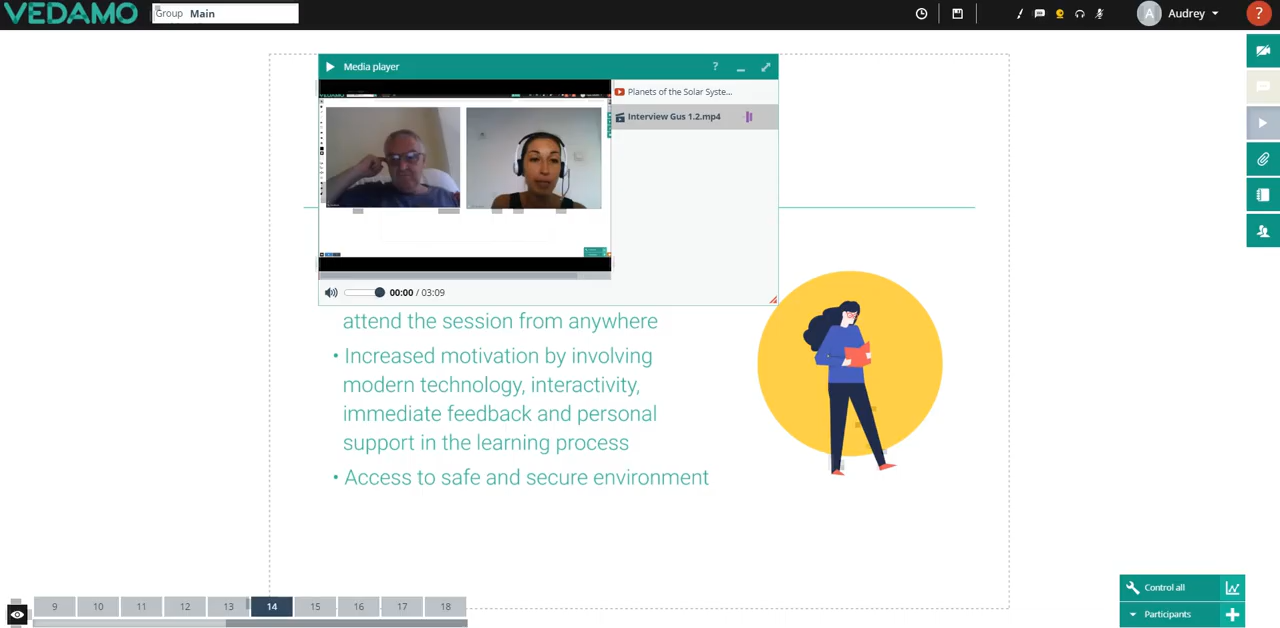 VEDAMO
Group Main
A Audrey
?
Media player
?
Planets of the Solar Syste...
Interview Gus 1.2.mp4
00:00 / 03:09
attend the session from anywhere
• Increased motivation by involving
modern technology, interactivity,
immediate feedback and personal
support in the learning process
• Access to safe and secure environment
Control all
Participants
9 10 11 12 13 14 15 16 17 18